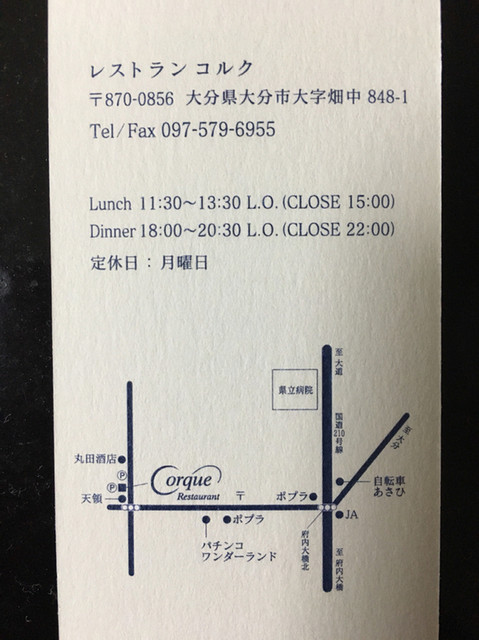 レストラン コルク
〒870-0856 大分県大分市大字畑中 848-1
Tel/Fax 097-579-6955
Lunch 11:30〜13:30 L.O.(CLOSE 15:00)
Dinner 18:00〜20:30 L.O.(CLOSE 22:00)
定休日：月曜日
至 大道
県立病院
国道210号線
至 大分
丸田酒店
P
P
天領
Corque
Restaurant
〒
ポプラ
自転車
あさひ
JA
ポプラ
パチンコ
ワンダーランド
府内大橋北
至 府内大橋